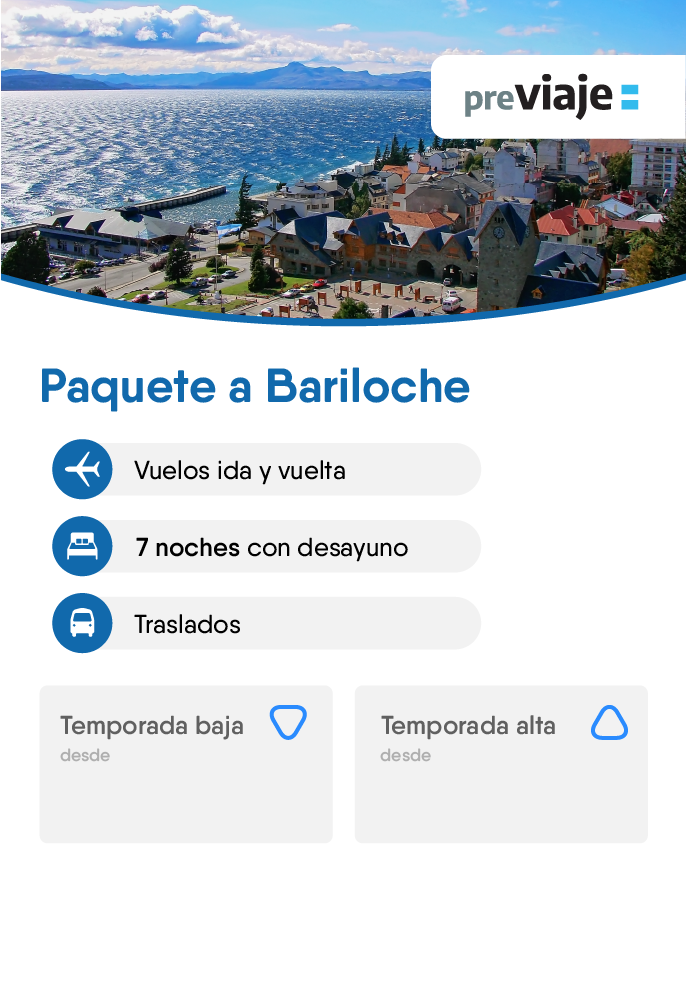 previaje
Paquete a Bariloche
Vuelos ida y vuelta
7 noches con desayuno
Traslados
Temporada baja
desde
Temporada alta
desde